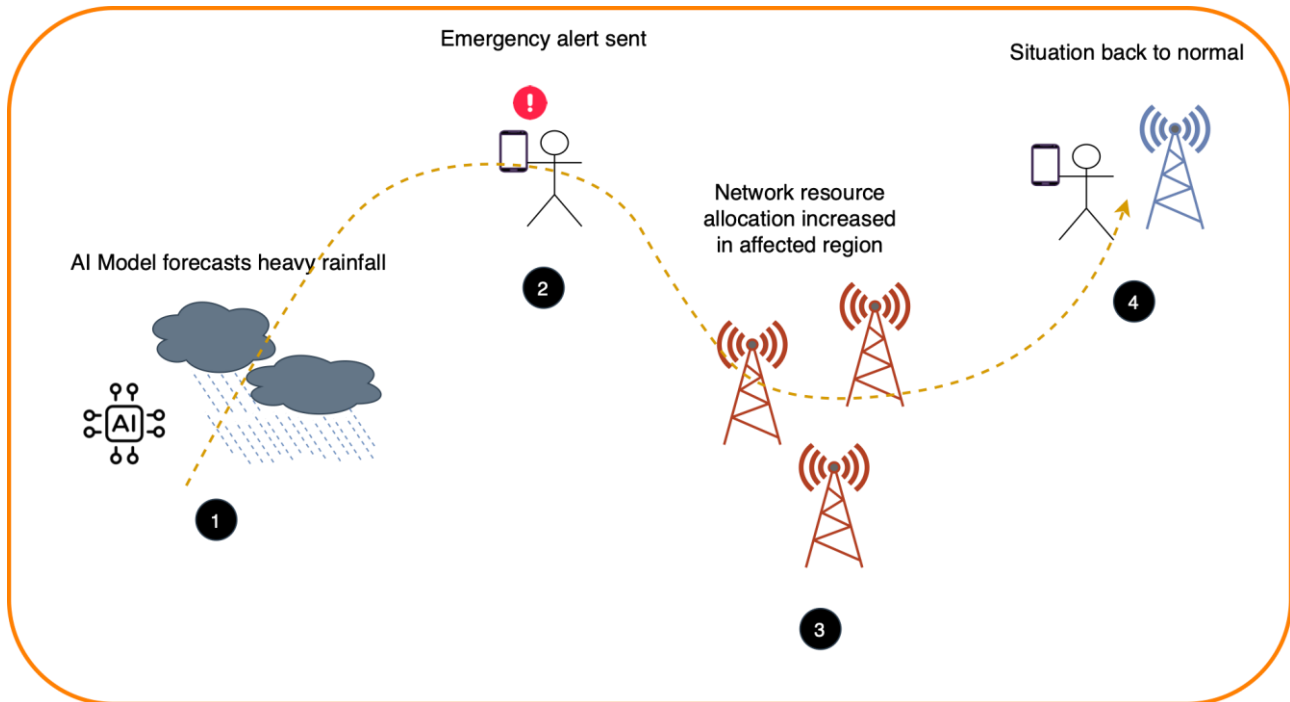 Emergency alert sent
Situation back to normal
!
Network resource
allocation increased
in affected region
AI Model forecasts heavy rainfall
2
4
AI
1
3